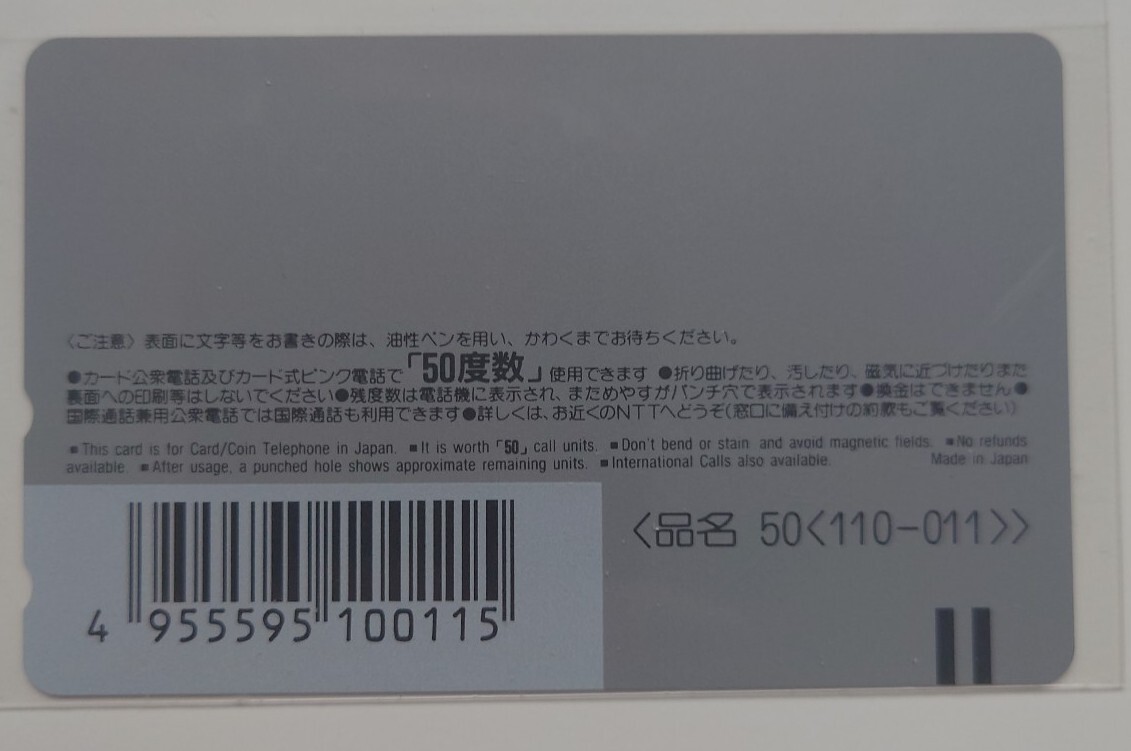 〈ご注意〉表面に文字等をお書きの際は、油性ペンを用い、かわくまでお待ちください。
●カード公衆電話及びカード式ピンク電話で「50度数」使用できます ●折り曲げたり、汚したり、磁気に近づけたりまた
裏面への印刷等はしないでください●残度数は電話機に表示され、まためやすがパンチ穴で表示されます●換金はできません●
国際通話兼用公衆電話では国際通話も利用できます●詳しくは、お近くのNTTへどうぞ(窓口に備え付けの約款もご覧ください)
■This card is for Card/Coin Telephone in Japan. ■It is worth「50」call units. ■Don't bend or stain and avoid magnetic fields. ■No refunds
available. ■After usage, a punched hole shows approximate remaining units. ■International Calls also available. Made in Japan
〈品名 50〈110-011〉〉
4 955595 100115